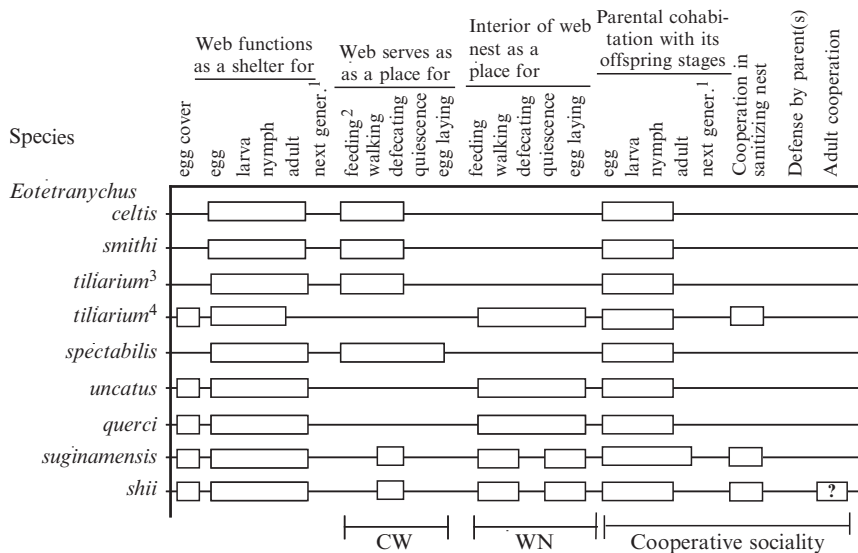 Web functions
as a shelter for
Web serves as
as a place for
Interior of web
nest as a
place for
Parental cohabi-
tation with its
offspring stages
Species
egg cover
egg
larva
nymph
adult
next gener.¹
feeding²
walking
defecating
quiescence
egg laying
feeding
walking
defecating
quiescence
egg laying
egg
larva
nymph
adult
next gener.¹
Cooperation in
sanitizing nest
Defense by parent(s)
Adult cooperation
Eotetranychus
celtis
smithi
tiliarium³
tiliarium⁴
spectabilis
uncatus
querci
suginamensis
shii
?
CW
WN
Cooperative sociality